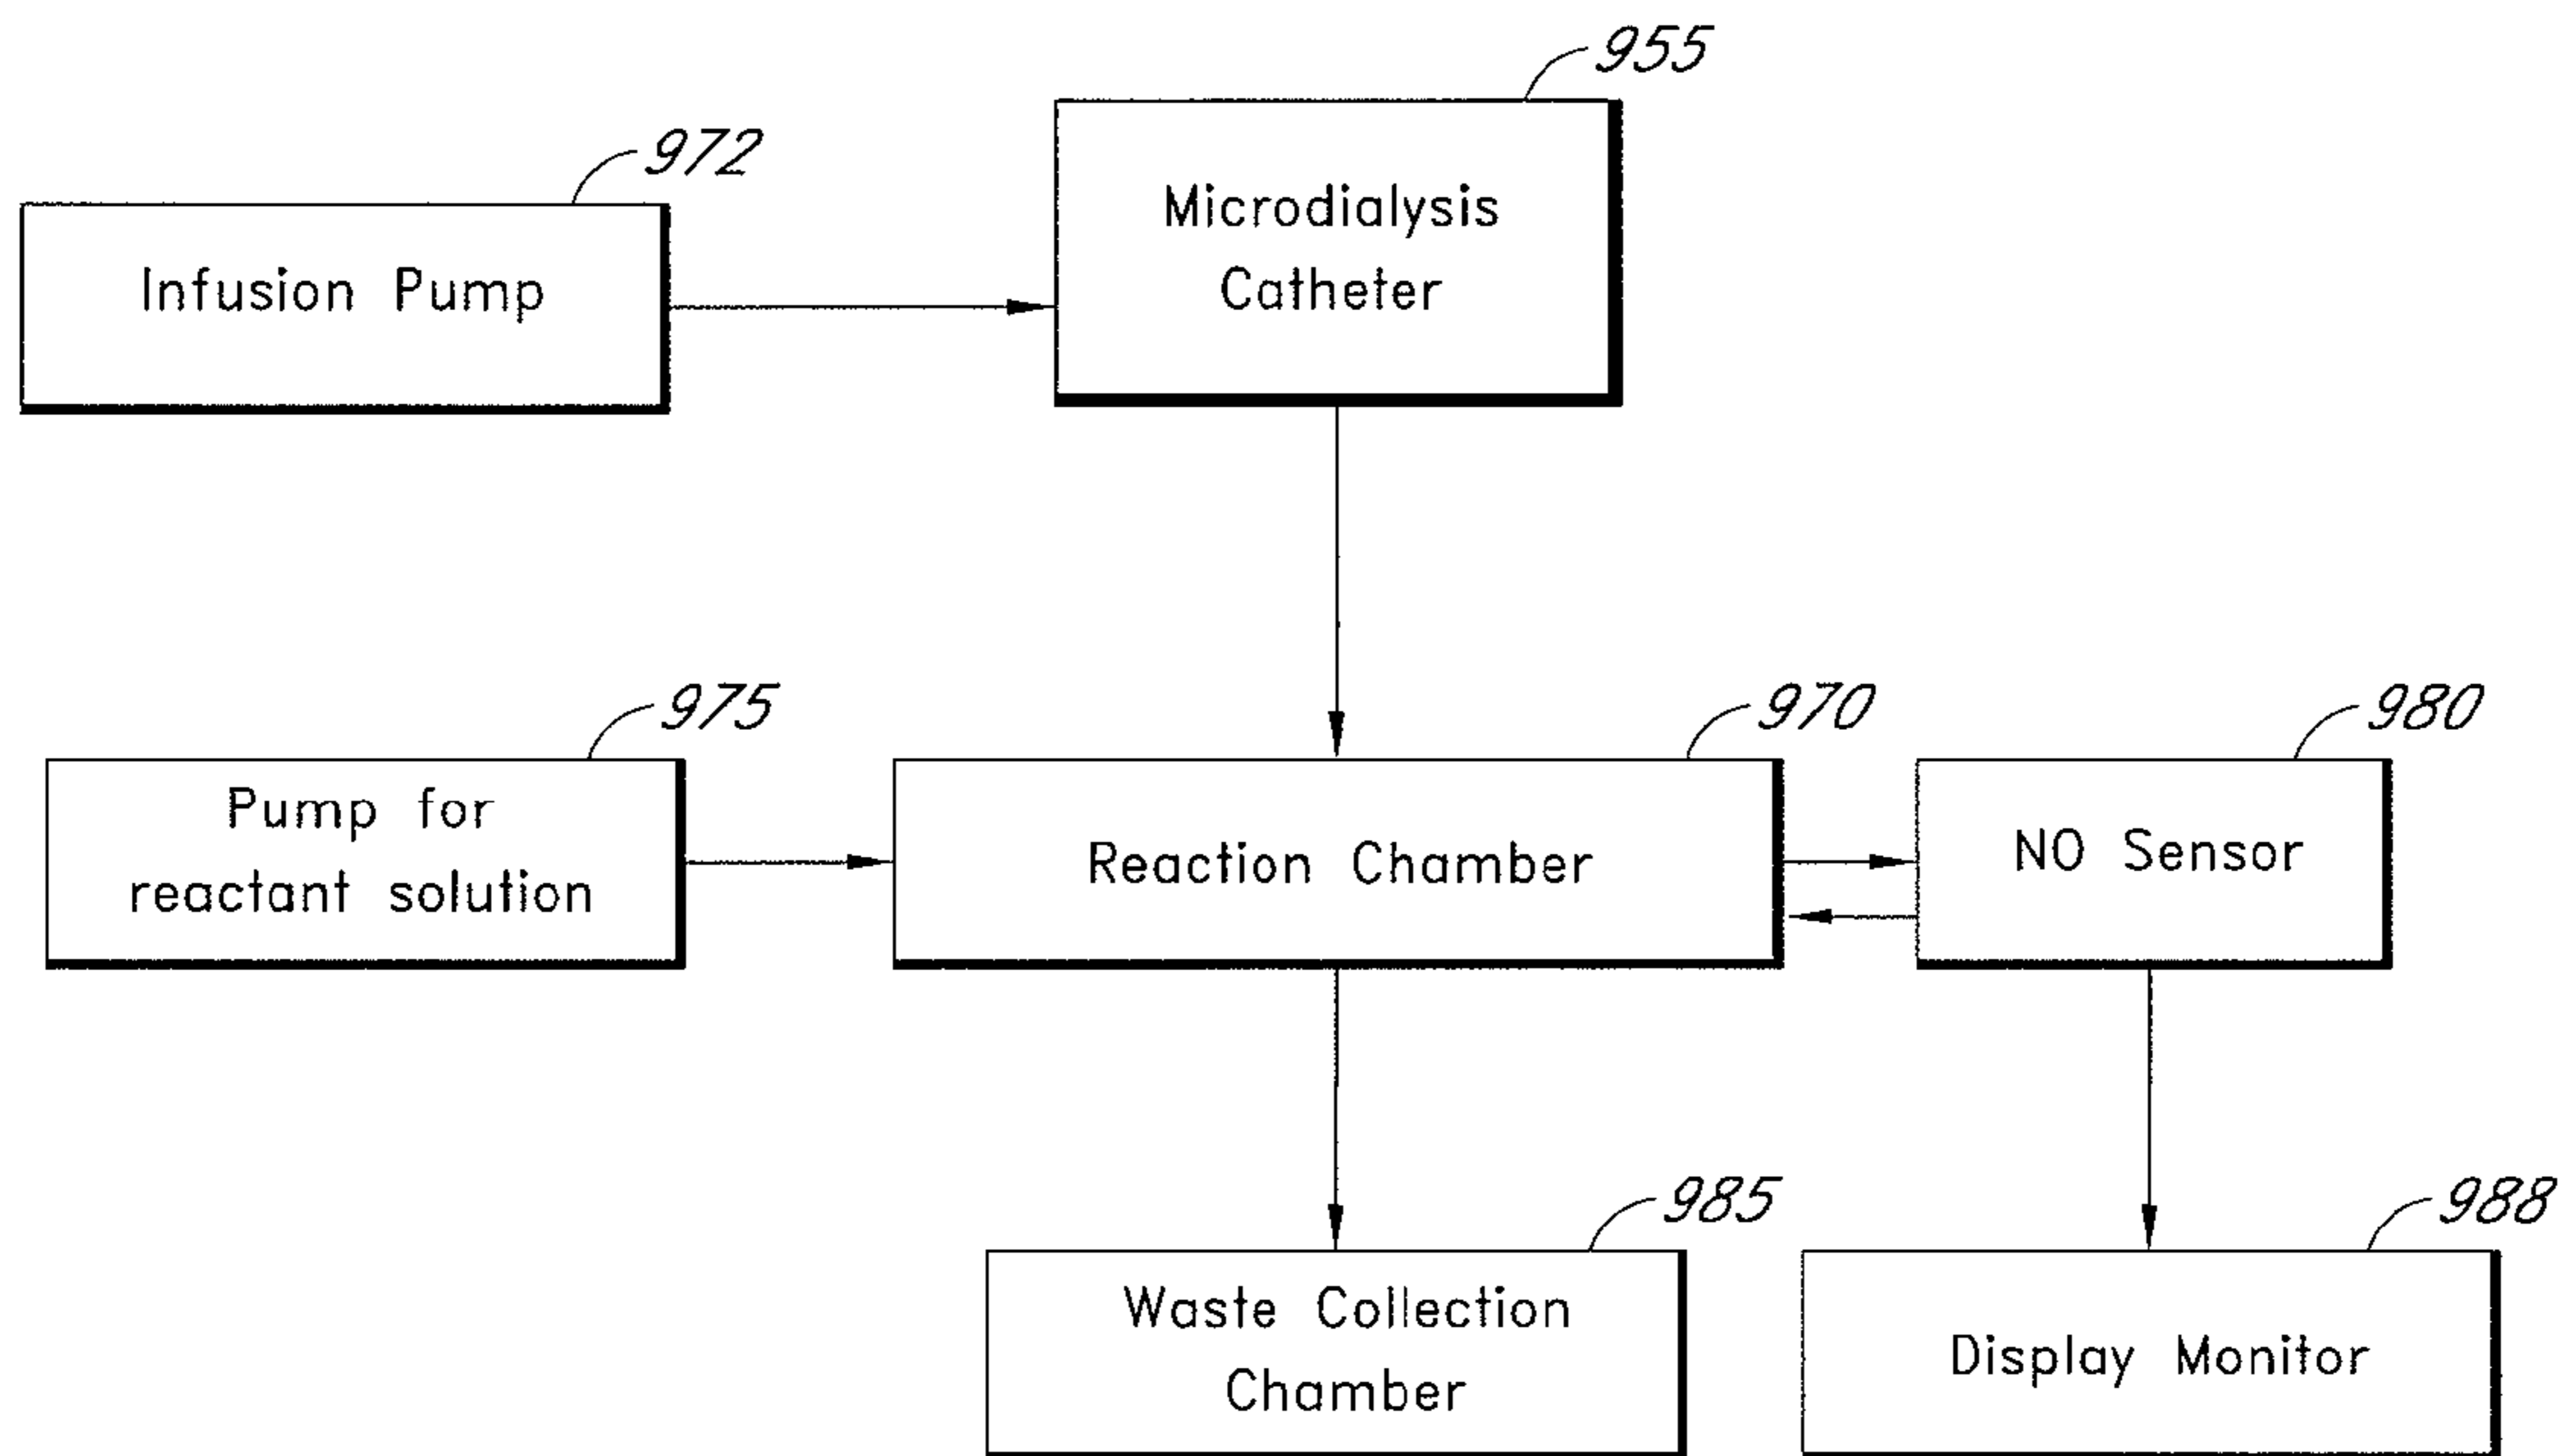 955
972
Microdialysis
Catheter
Infusion Pump
975
970
980
Pump for
reactant solution
Reaction Chamber
NO Sensor
985
988
Waste Collection
Chamber
Display Monitor